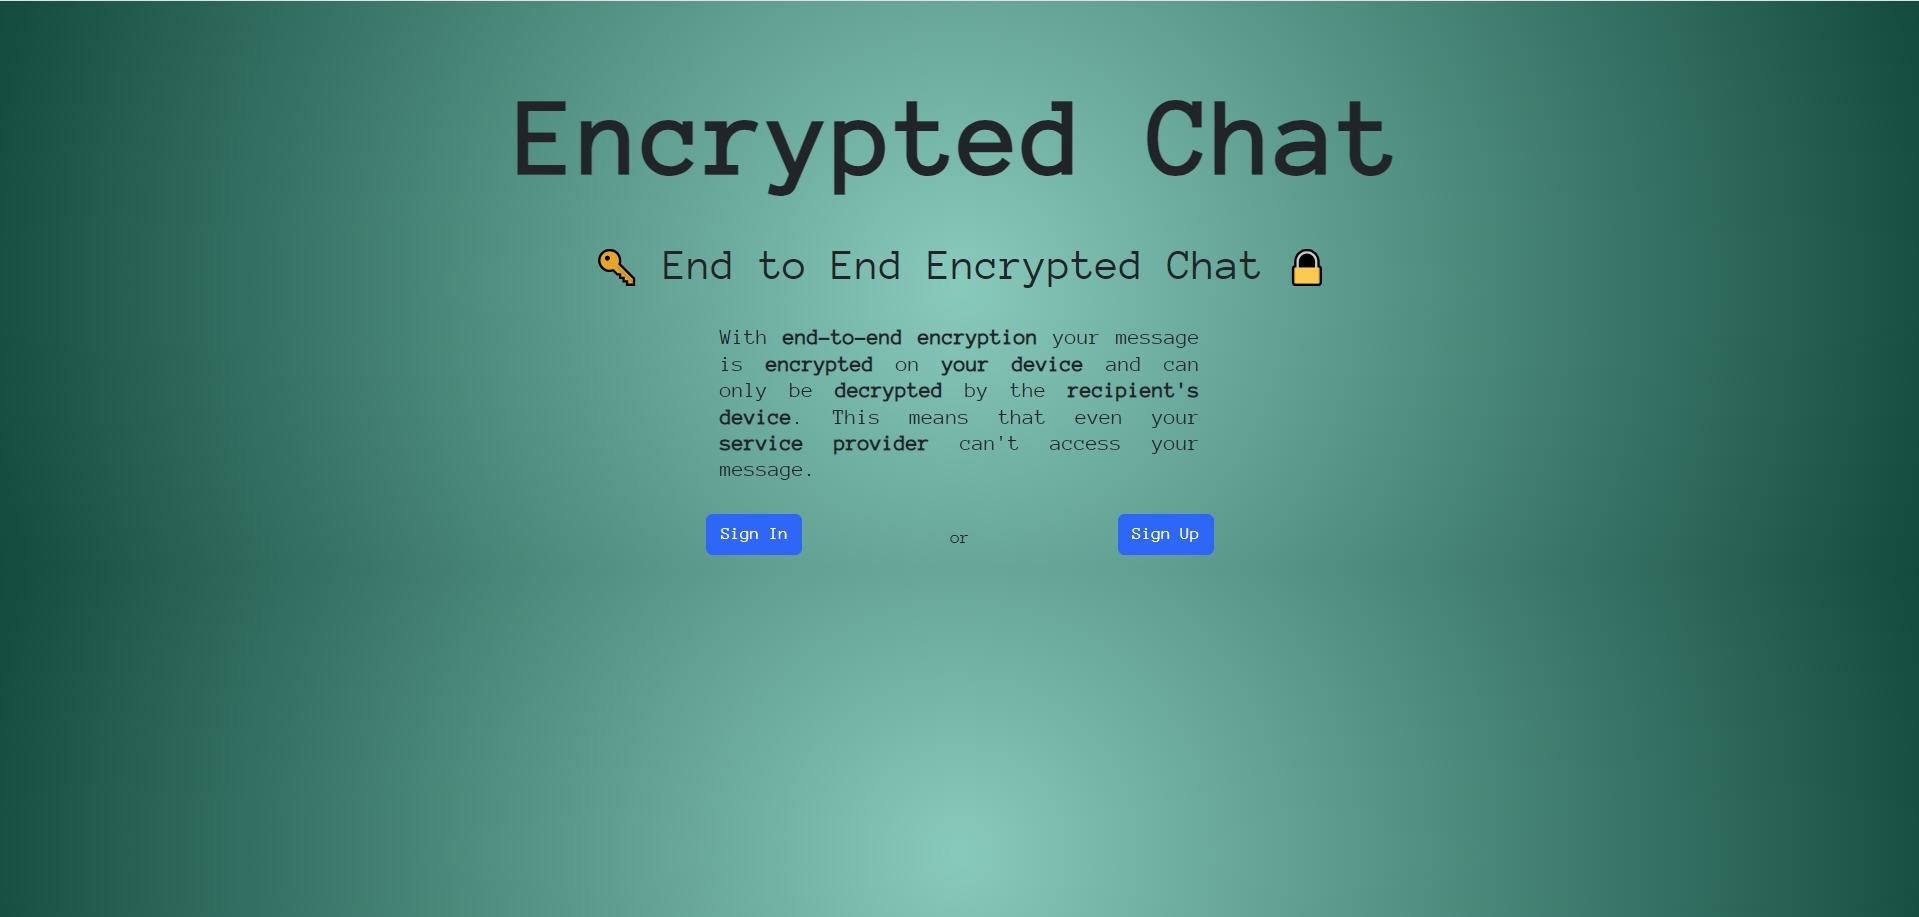 Encrypted Chat
End to End Encrypted Chat
With end-to-end encryption your message
is encrypted on your device and can
only be decrypted by the recipient's
device. This means that even your
service provider can't access your
message.
Sign In or Sign Up